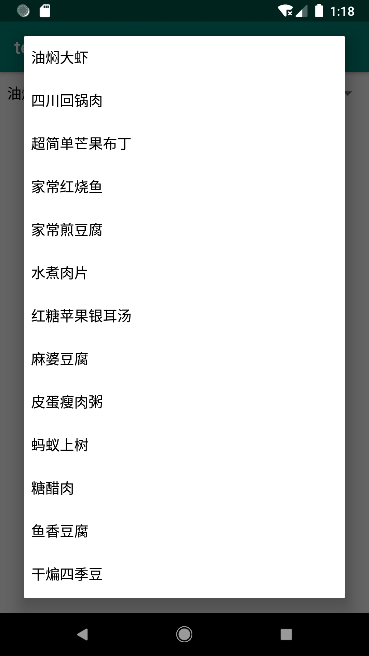 1:18
te
油焖大虾
四川回锅肉
油
超简单芒果布丁
家常红烧鱼
家常煎豆腐
水煮肉片
红糖苹果银耳汤
麻婆豆腐
皮蛋瘦肉粥
蚂蚁上树
糖醋肉
鱼香豆腐
干煸四季豆